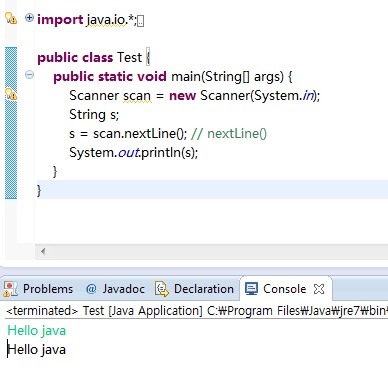 import java.io.*;
public class Test {
public static void main(String[] args) {
Scanner scan = new Scanner(System.in);
String s;
s = scan.nextLine(); // nextLine()
System.out.println(s);
}
}
Problems @ Javadoc Declaration Console
<terminated> Test [Java Application] C:₩Program Files₩Java₩jre7₩bin₩
Hello java
Hello java